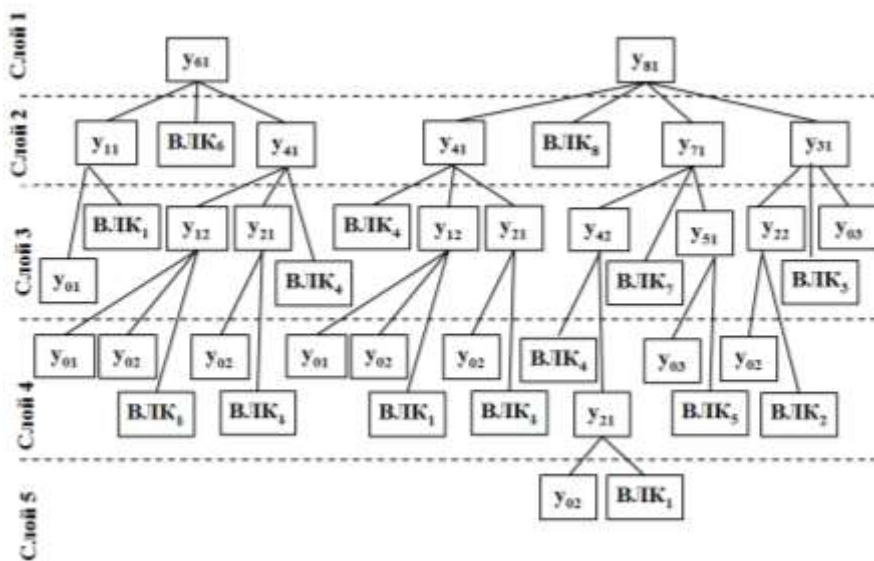 Слой 1
y₆₁
y₈₁
Слой 2
y₁₁
ВЛК₆
y₄₁
y₄₁
ВЛК₈
y₇₁
y₃₁
Слой 3
y₀₁
ВЛК₁
y₁₂
y₂₁
ВЛК₄
ВЛК₄
y₁₂
y₂₁
y₄₂
ВЛК₇
y₅₁
y₂₂
ВЛК₃
y₀₃
Слой 4
y₀₁
y₀₂
ВЛК₁
y₀₂
ВЛК₁
y₀₁
y₀₂
ВЛК₁
y₀₂
ВЛК₁
ВЛК₄
y₂₁
y₀₃
ВЛК₅
y₀₂
ВЛК₂
Слой 5
y₀₂
ВЛК₁